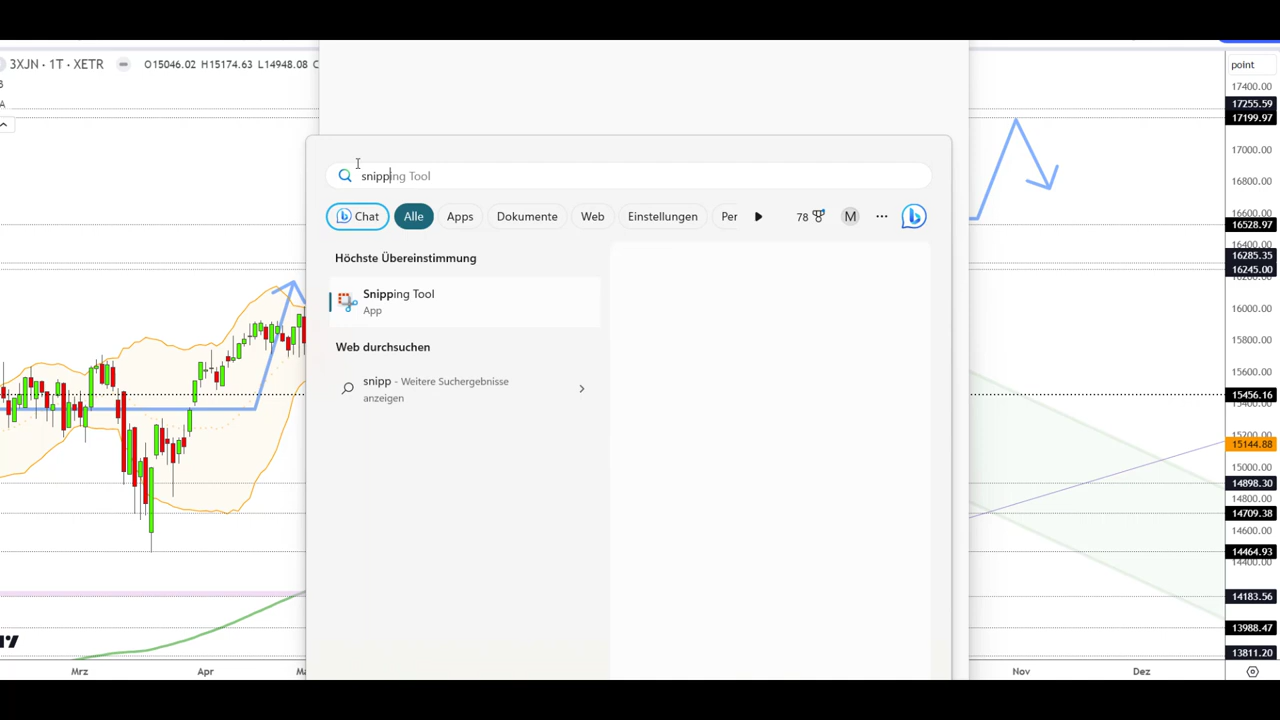 3XJN · 1T · XETR
O15046.02 H15174.63 L14948.08
B
A
snipping Tool
Chat Alle Apps Dokumente Web Einstellungen Per 78 M
Höchste Übereinstimmung
Snipping Tool
App
Web durchsuchen
snipp - Weitere Suchergebnisse
anzeigen
point
17400.00
17255.59
17199.97
17000.00
16800.00
16600.00
16528.97
16400.00
16285.35
16245.00
16200.00
16000.00
15800.00
15600.00
15456.16
15400.00
15200.00
15144.88
15000.00
14898.30
14800.00
14709.38
14600.00
14464.93
14400.00
14183.56
13988.47
13811.20
Mrz Apr Nov Dez